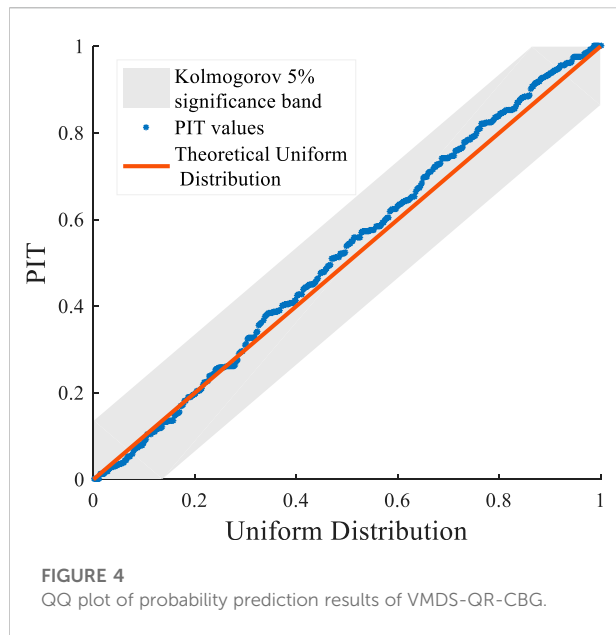 1
0.8
0.6
0.4
0.2
0
PIT
Kolmogorov 5%
significance band
PIT values
Theoretical Uniform
Distribution
0 0.2 0.4 0.6 0.8 1
Uniform Distribution
FIGURE 4
QQ plot of probability prediction results of VMDS-QR-CBG.